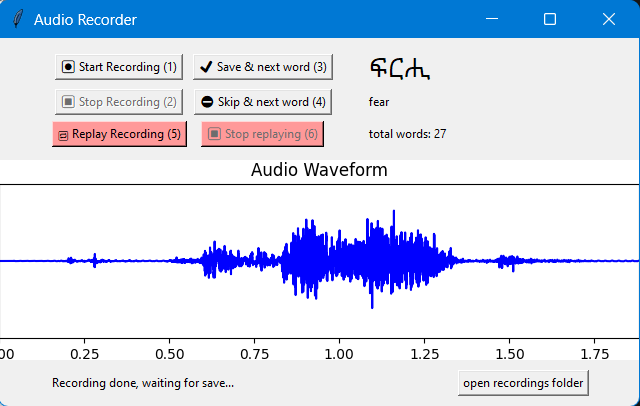 Audio Recorder
Start Recording (1)
Save & next word (3)
ፍርሒ
Stop Recording (2)
Skip & next word (4)
fear
Replay Recording (5)
Stop replaying (6)
total words: 27
Audio Waveform
00 0.25 0.50 0.75 1.00 1.25 1.50 1.75
Recording done, waiting for save...
open recordings folder